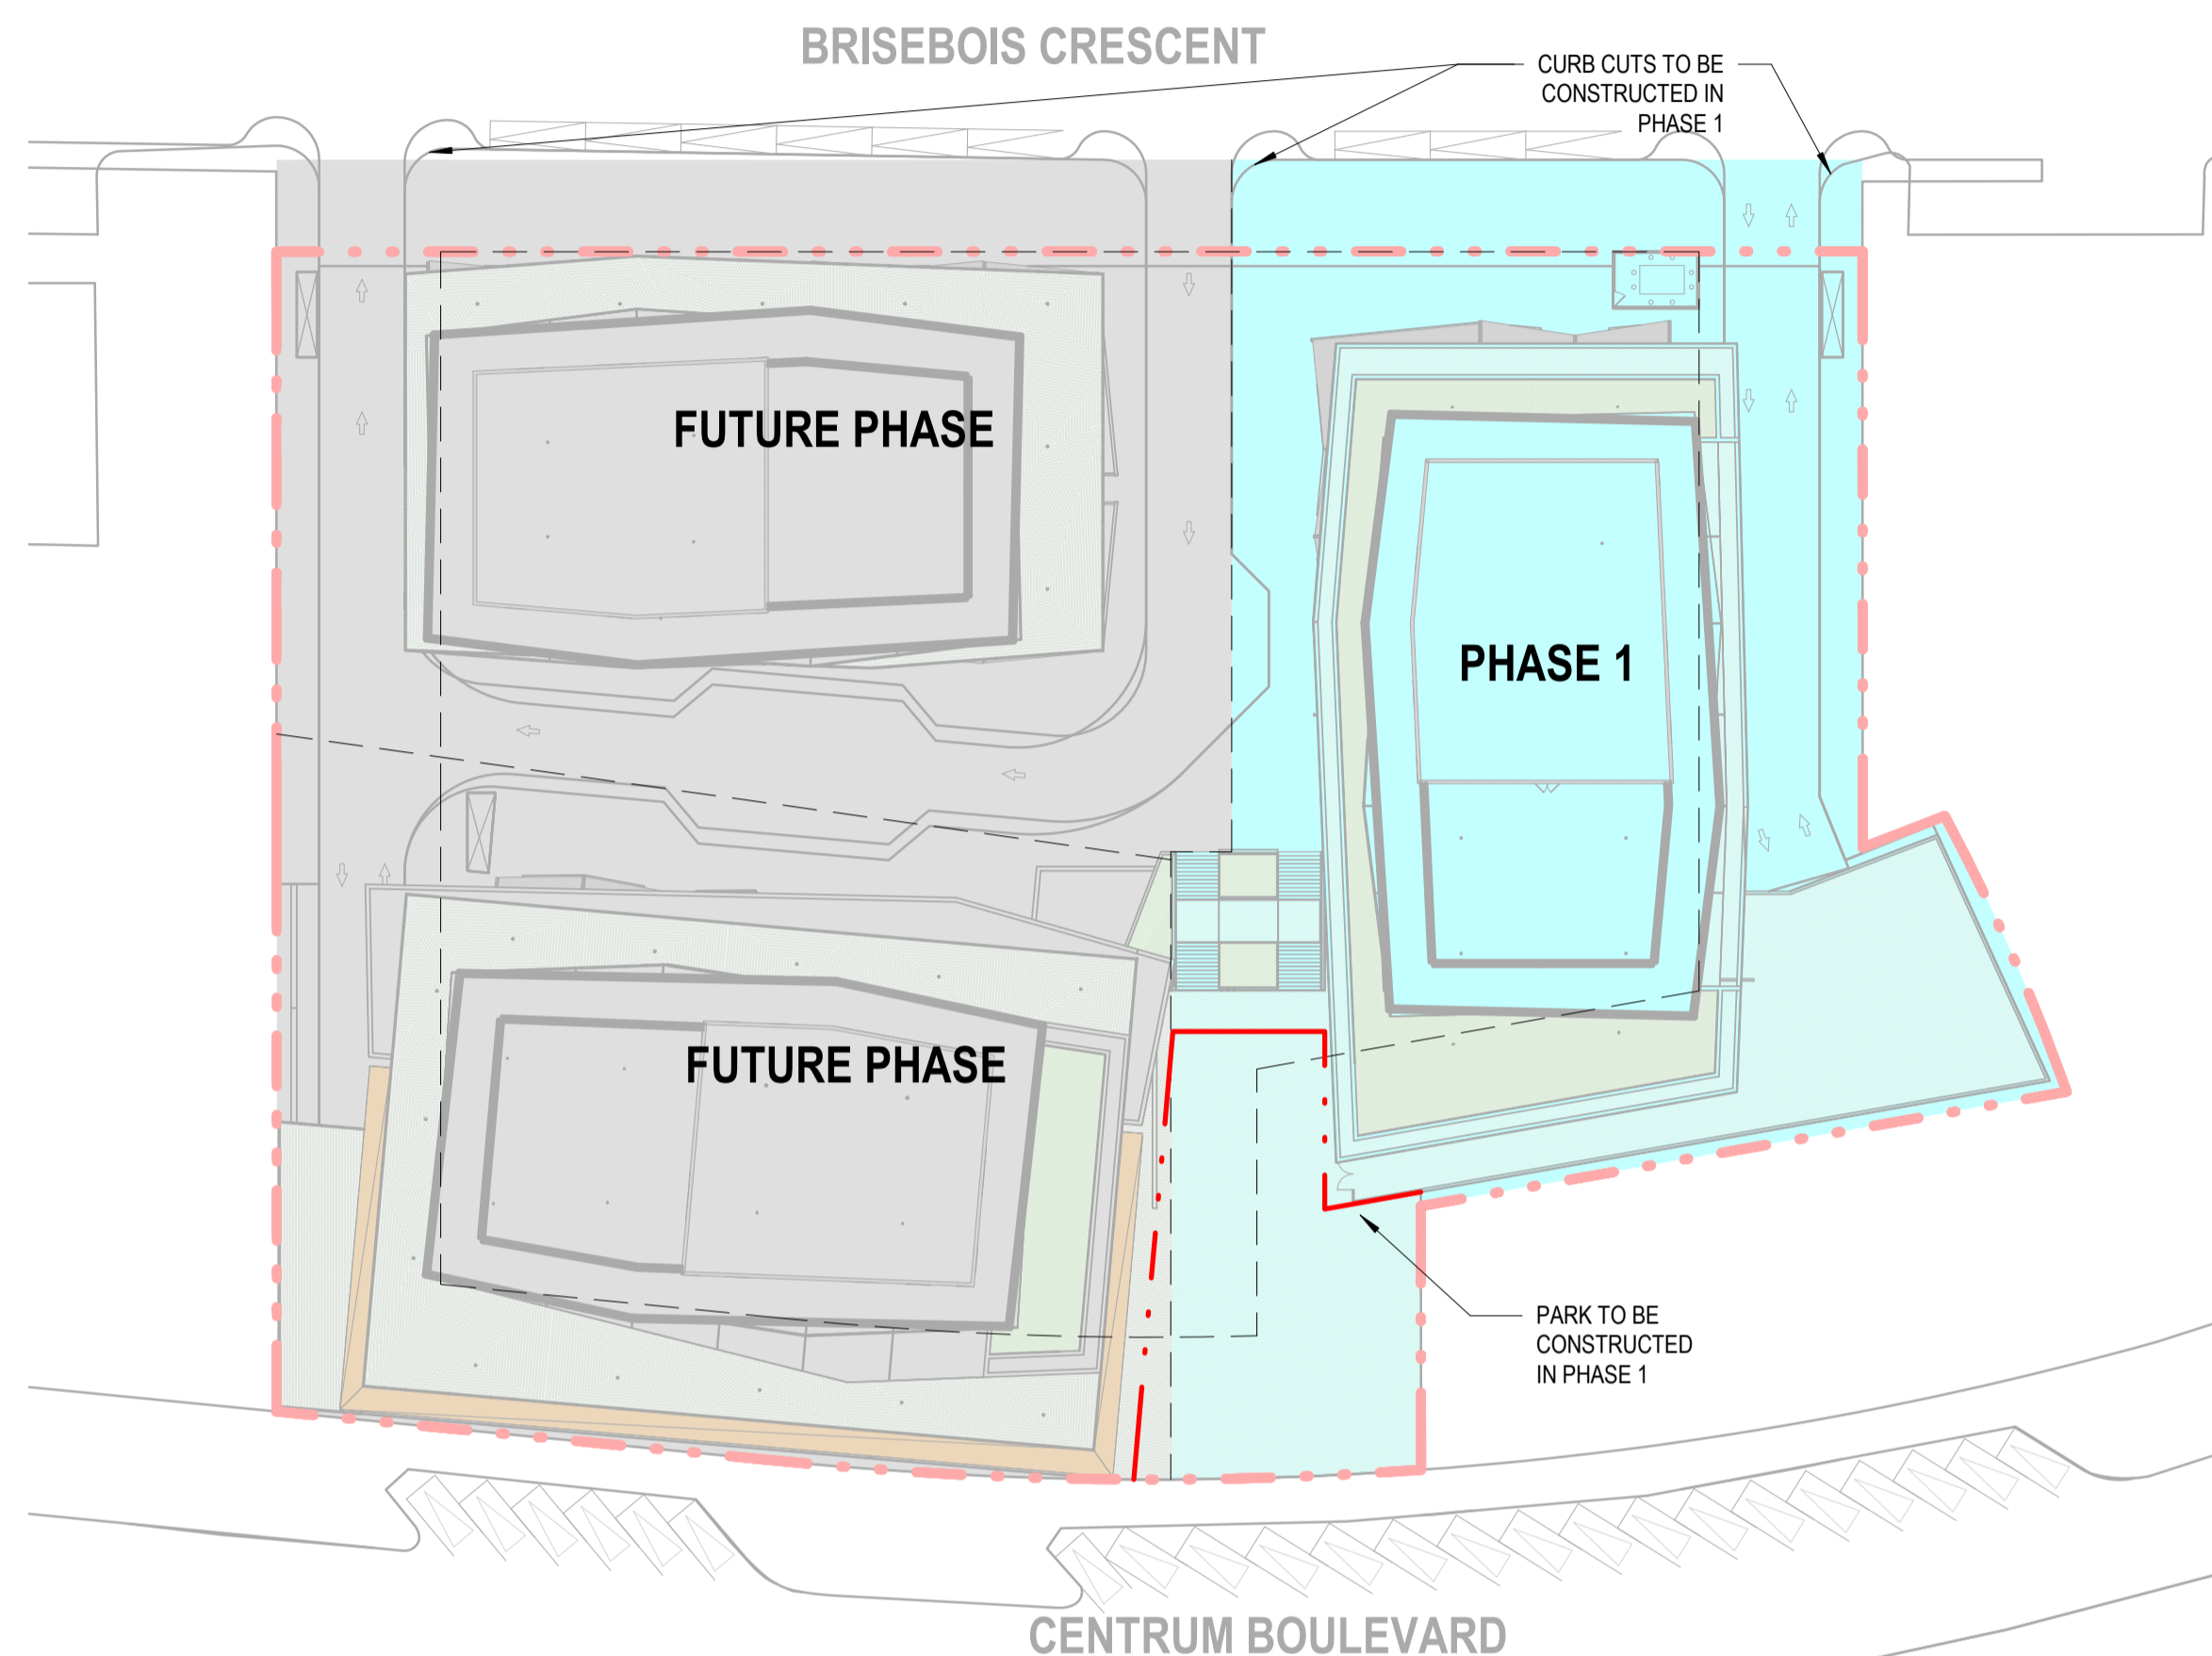 BRISEBOIS CRESCENT
CURB CUTS TO BE
CONSTRUCTED IN
PHASE 1
FUTURE PHASE
PHASE 1
FUTURE PHASE
PARK TO BE
CONSTRUCTED
IN PHASE 1
CENTRUM BOULEVARD